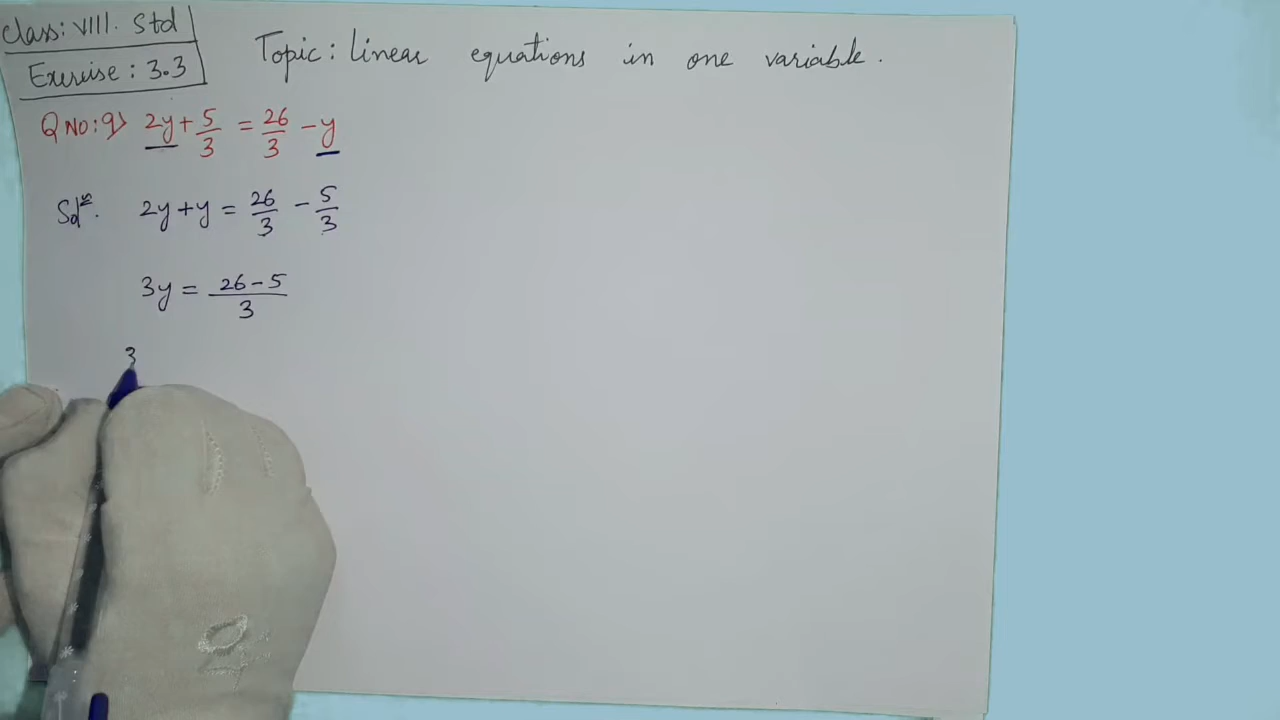 Class: VIII. Std
Exercise: 3.3
Topic: linear equations in one variable.
Q NO: 9> 2y + 5/3 = 26/3 - y
Solⁿ. 2y + y = 26/3 - 5/3
3y = 26 - 5/3
3